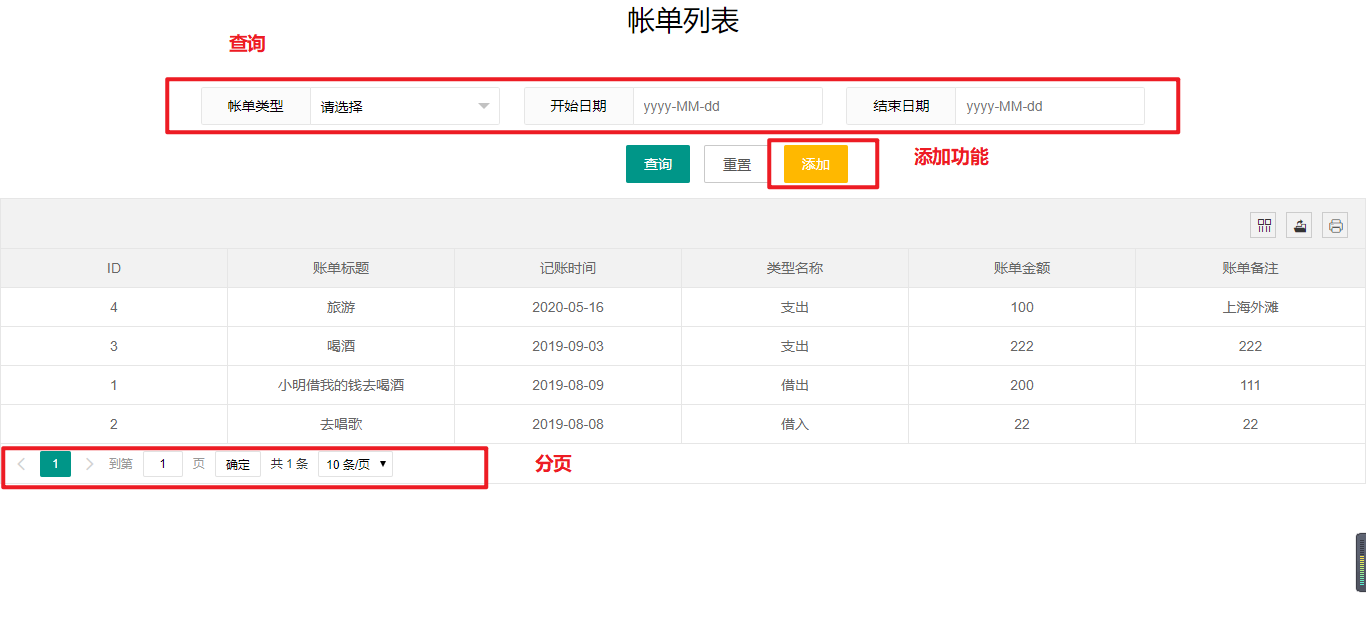 帐单列表
查询
帐单类型 请选择 开始日期 yyyy-MM-dd 结束日期 yyyy-MM-dd
查询 重置 添加 添加功能
ID 账单标题 记账时间 类型名称 账单金额 账单备注
4 旅游 2020-05-16 支出 100 上海外滩
3 喝酒 2019-09-03 支出 222 222
1 小明借我的钱去喝酒 2019-08-09 借出 200 111
2 去唱歌 2019-08-08 借入 22 22
1 到第 1 页 确定 共 1 条 10 条/页 分页